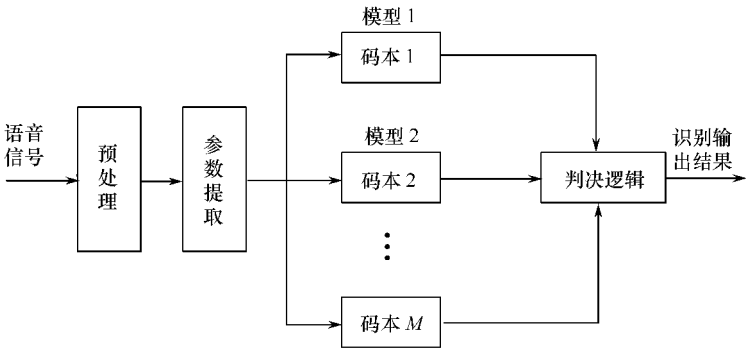 模型 1
码本 1
语音
信号
预处理
参数提取
模型 2
码本 2
判决逻辑
识别输
出结果
码本 M